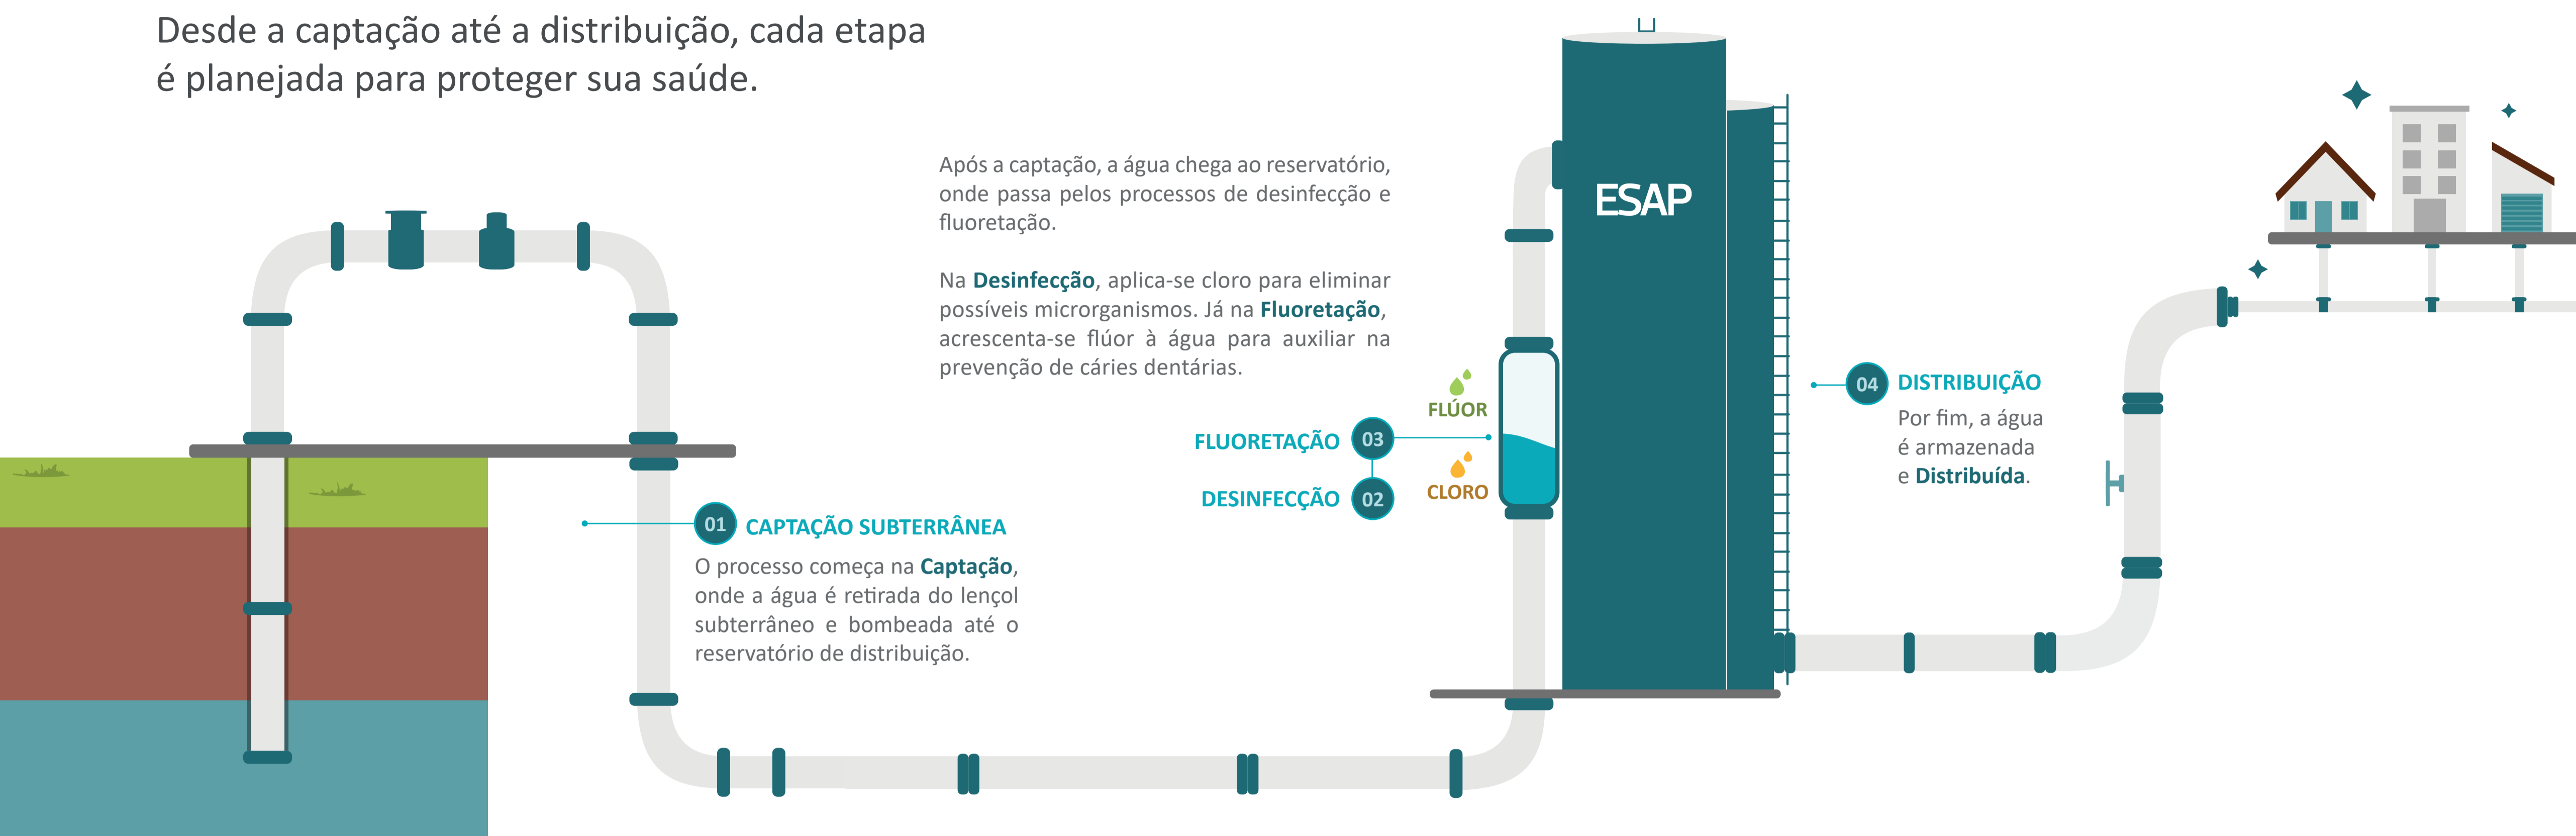 Desde a captação até a distribuição, cada etapa
é planejada para proteger sua saúde.
Após a captação, a água chega ao reservatório,
onde passa pelos processos de desinfecção e
fluoretação.
Na Desinfecção, aplica-se cloro para eliminar
possíveis microrganismos. Já na Fluoretação,
acrescenta-se flúor à água para auxiliar na
prevenção de cáries dentárias.
01 CAPTAÇÃO SUBTERRÂNEA
O processo começa na Captação,
onde a água é retirada do lençol
subterrâneo e bombeada até o
reservatório de distribuição.
FLUORETAÇÃO 03
DESINFECÇÃO 02
FLÚOR
CLORO
ESAP
04 DISTRIBUIÇÃO
Por fim, a água
é armazenada
e Distribuída.